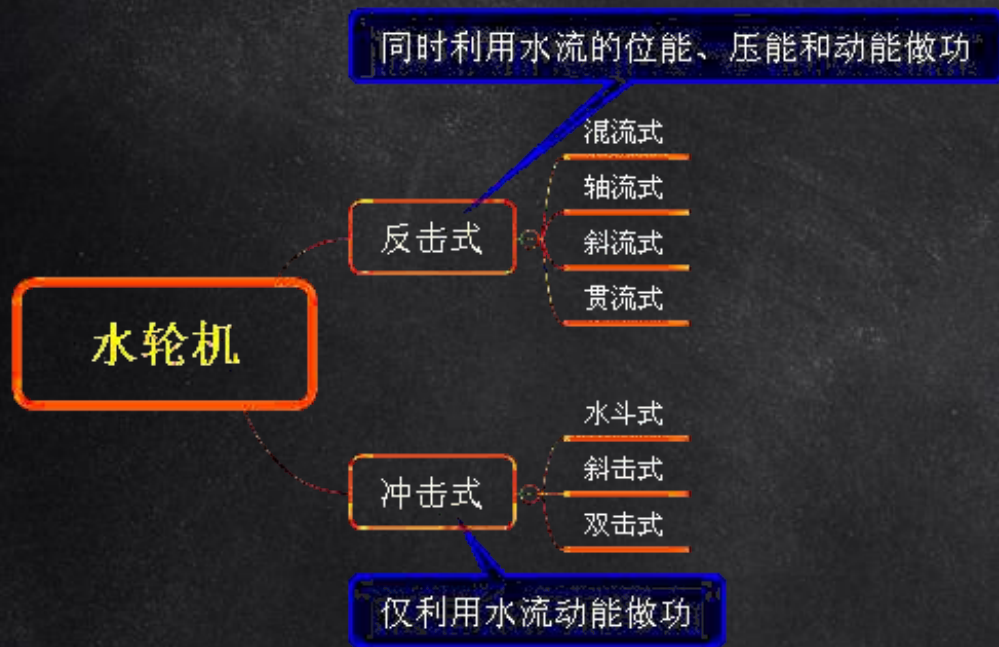 同时利用水流的位能、压能和动能做功
混流式
轴流式
反击式
斜流式
贯流式
水轮机
水斗式
冲击式
斜击式
双击式
仅利用水流动能做功